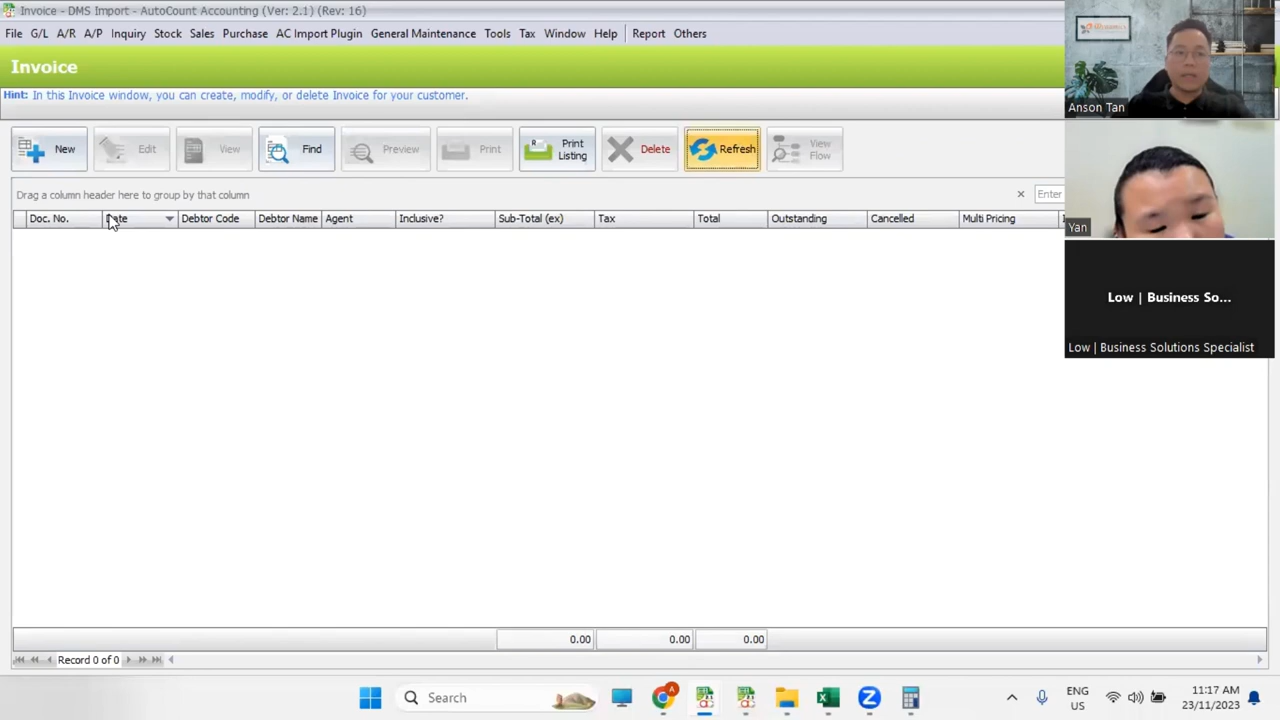 Invoice - DMS Import - AutoCount Accounting (Ver: 2.1) (Rev: 16)
File G/L A/R A/P Inquiry Stock Sales Purchase AC Import Plugin General Maintenance Tools Tax Window Help Report Others
Invoice
Hint: In this Invoice window, you can create, modify, or delete Invoice for your customer.
New Edit View Find Preview Print Print Listing Delete Refresh View Flow
Drag a column header here to group by that column
Enter
Doc. No. Date Debtor Code Debtor Name Agent Inclusive? Sub-Total (ex) Tax Total Outstanding Cancelled Multi Pricing
Anson Tan
Yan
Low | Business So...
Low | Business Solutions Specialist
0.00 0.00 0.00
Record 0 of 0
Search
ENG
US
11:17 AM
23/11/2023